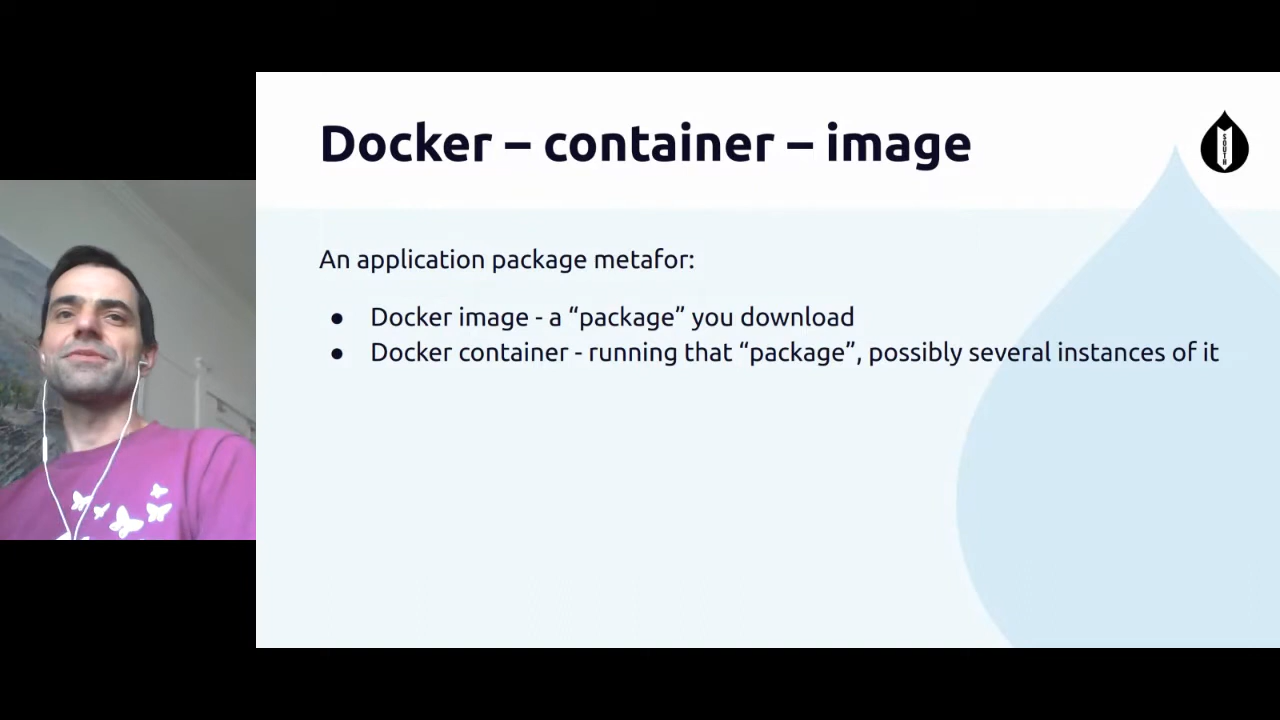 Docker – container – image
SOUTH
An application package metafor:
● Docker image - a “package” you download
● Docker container - running that “package”, possibly several instances of it